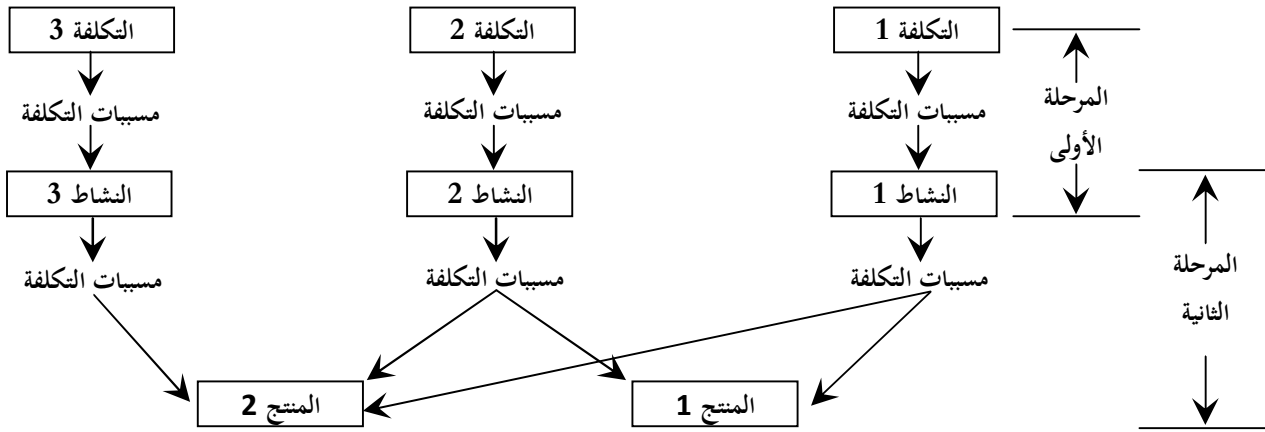 التكلفة 1
التكلفة 2
التكلفة 3
المرحلة
الأولى
مسببات التكلفة
مسببات التكلفة
مسببات التكلفة
النشاط 1
النشاط 2
النشاط 3
المرحلة
الثانية
مسببات التكلفة
مسببات التكلفة
مسببات التكلفة
المنتج 1
المنتج 2